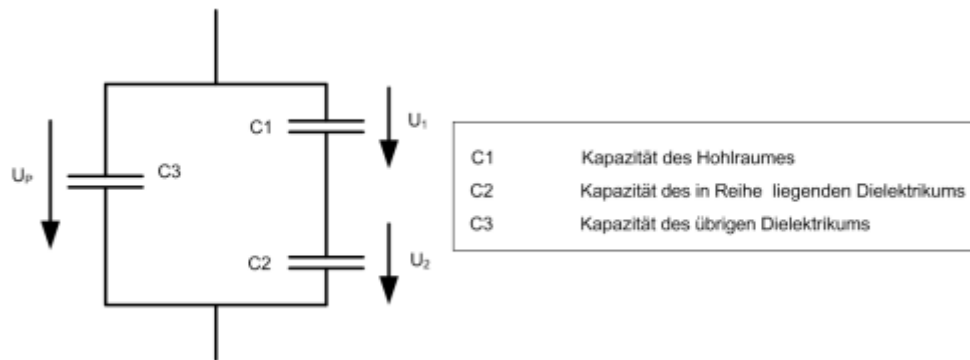 C1
U₁
Uₚ
C3
C2
U₂
C1 Kapazität des Hohlraumes
C2 Kapazität des in Reihe liegenden Dielektrikums
C3 Kapazität des übrigen Dielektrikums